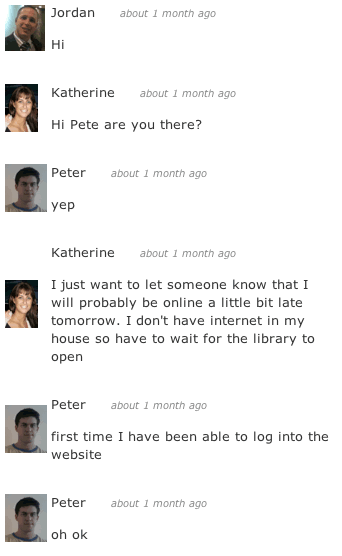 Jordan about 1 month ago
Hi
Katherine about 1 month ago
Hi Pete are you there?
Peter about 1 month ago
yep
Katherine about 1 month ago
I just want to let someone know that I
will probably be online a little bit late
tomorrow. I don't have internet in my
house so have to wait for the library to
open
Peter about 1 month ago
first time I have been able to log into the
website
Peter about 1 month ago
oh ok